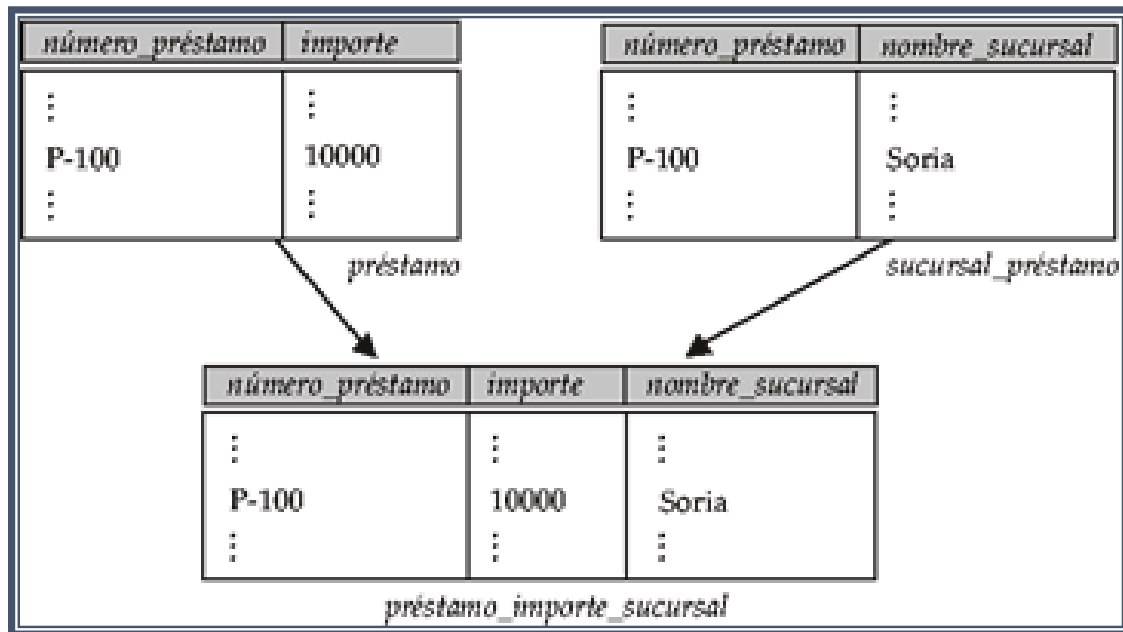 número_préstamo importe
⋮ ⋮
P-100 10000
⋮ ⋮
préstamo
número_préstamo nombre_sucursal
⋮ ⋮
P-100 Soria
⋮ ⋮
sucursal_préstamo
número_préstamo importe nombre_sucursal
⋮ ⋮ ⋮
P-100 10000 Soria
⋮ ⋮ ⋮
préstamo_importe_sucursal